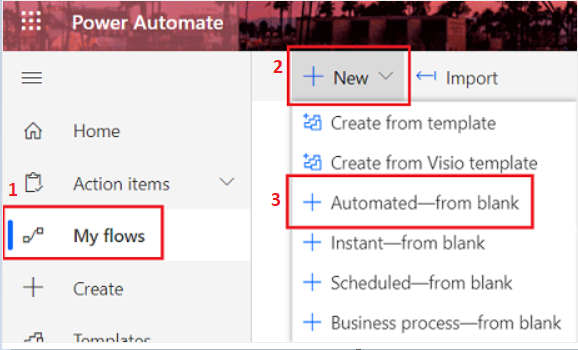 Power Automate
2
New
Import
Home
Create from template
Create from Visio template
1
Action items
3
Automated—from blank
My flows
Instant—from blank
Create
Scheduled—from blank
Templates
Business process—from blank